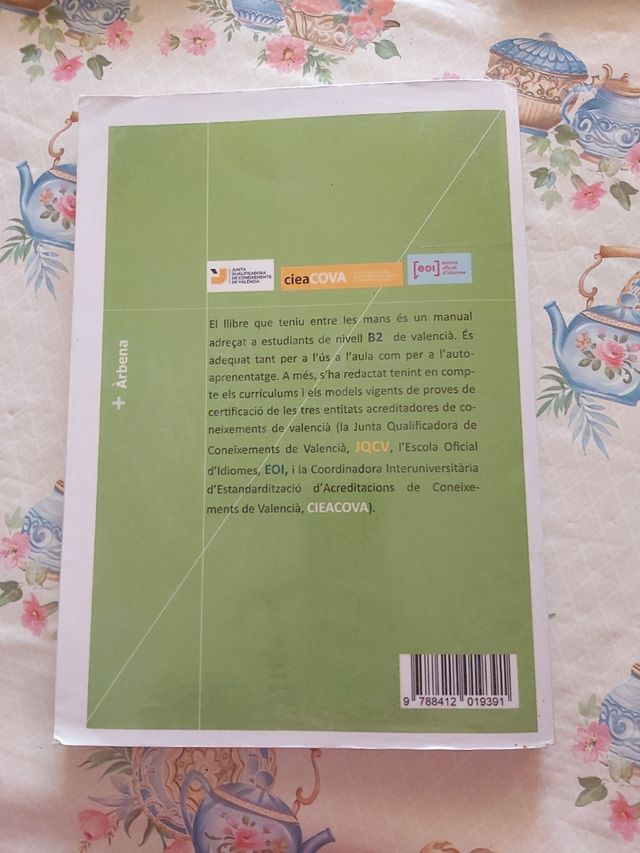 JUNTA
QUALIFICADORA
DE CONEIXEMENTS
DE VALENCIÀ
cieaCOVA
[EOI]
escola
oficial
d'idiomes
El llibre que teniu entre les mans és un manual
adreçat a estudiants de nivell B2 de valencià. És
adequat tant per a l'ús a l'aula com per a l'auto-
aprenentatge. A més, s'ha redactat tenint en comp-
te els currículums i els models vigents de proves de
certificació de les tres entitats acreditadores de co-
neixements de valencià (la Junta Qualificadora de
Coneixements de Valencià, JQCV, l'Escola Oficial
d'Idiomes, EOI, i la Coordinadora Interuniversitària
d'Estandardització d'Acreditacions de Coneixe-
ments de Valencià, CIEACOVA).
+ Àrbena
9 788412 019391